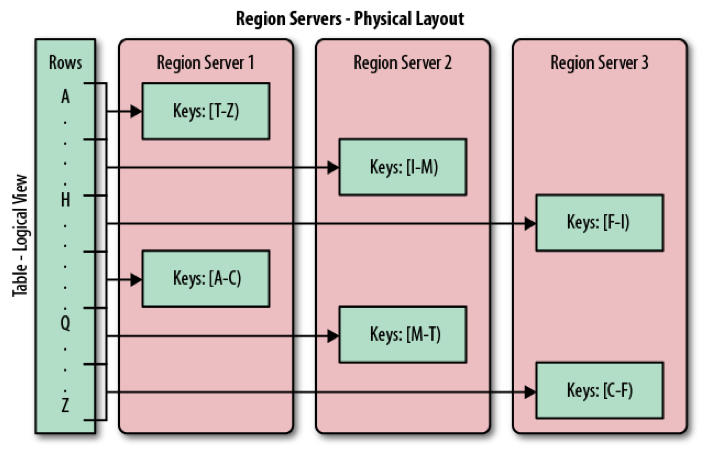 Region Servers - Physical Layout
Table - Logical View
Rows
A
.
.
.
.
H
.
.
.
.
.
Q
.
.
.
Z
Region Server 1
Keys: [T-Z)
Keys: [A-C)
Region Server 2
Keys: [I-M)
Keys: [M-T)
Region Server 3
Keys: [F-I)
Keys: [C-F)